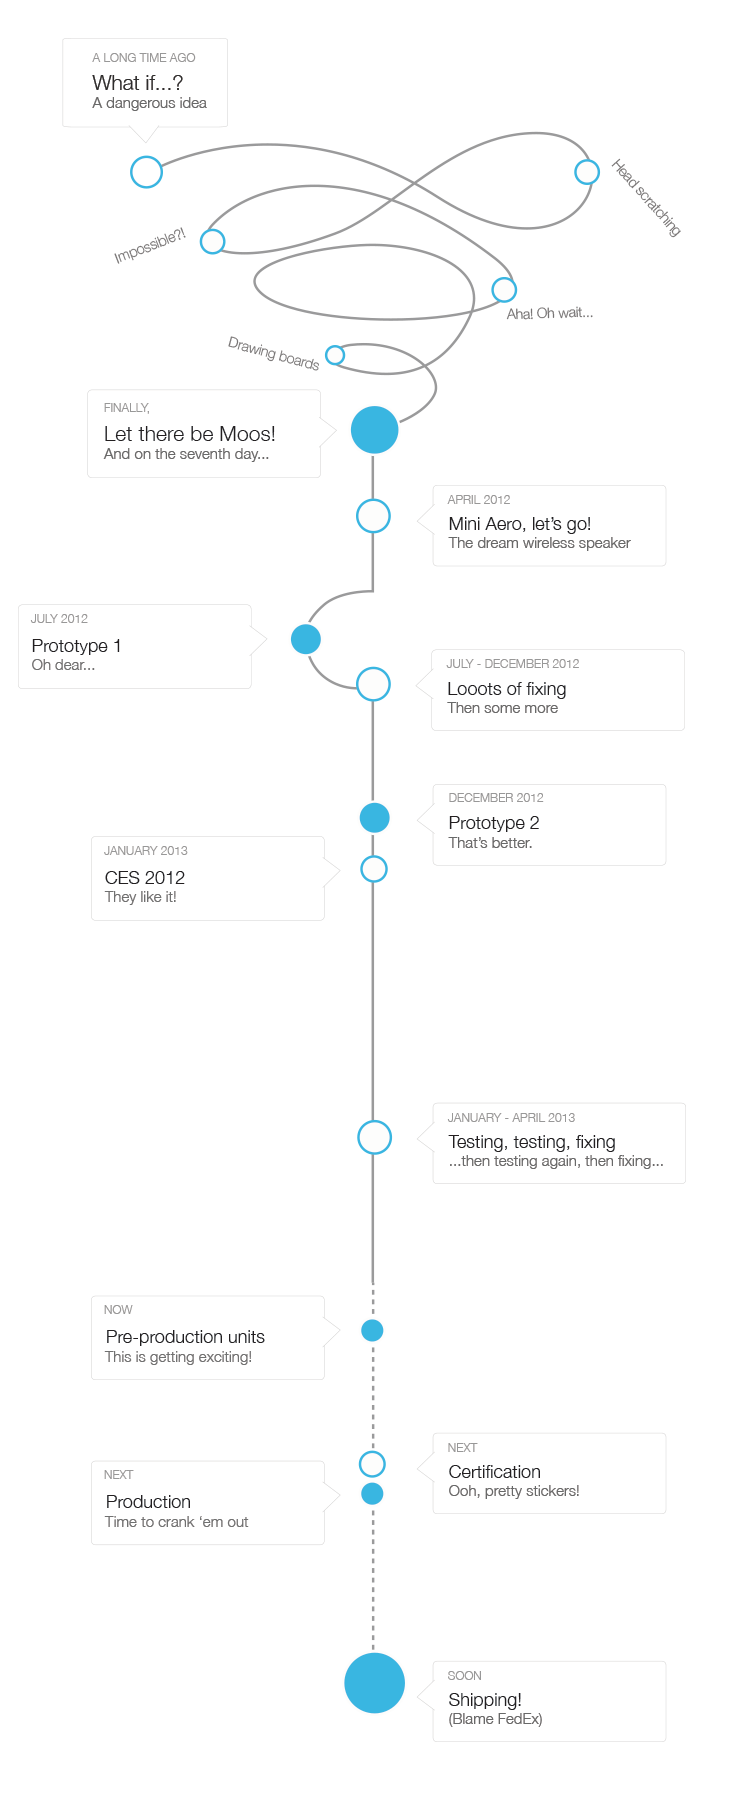 A LONG TIME AGO
What if...?
A dangerous idea
Head scratching
Impossible?!
Aha! Oh wait...
Drawing boards
FINALLY,
Let there be Moos!
And on the seventh day...
APRIL 2012
Mini Aero, let’s go!
The dream wireless speaker
JULY 2012
Prototype 1
Oh dear...
JULY - DECEMBER 2012
Looots of fixing
Then some more
DECEMBER 2012
Prototype 2
That’s better.
JANUARY 2013
CES 2012
They like it!
JANUARY - APRIL 2013
Testing, testing, fixing
...then testing again, then fixing...
NOW
Pre-production units
This is getting exciting!
NEXT
Certification
Ooh, pretty stickers!
NEXT
Production
Time to crank ‘em out
SOON
Shipping!
(Blame FedEx)